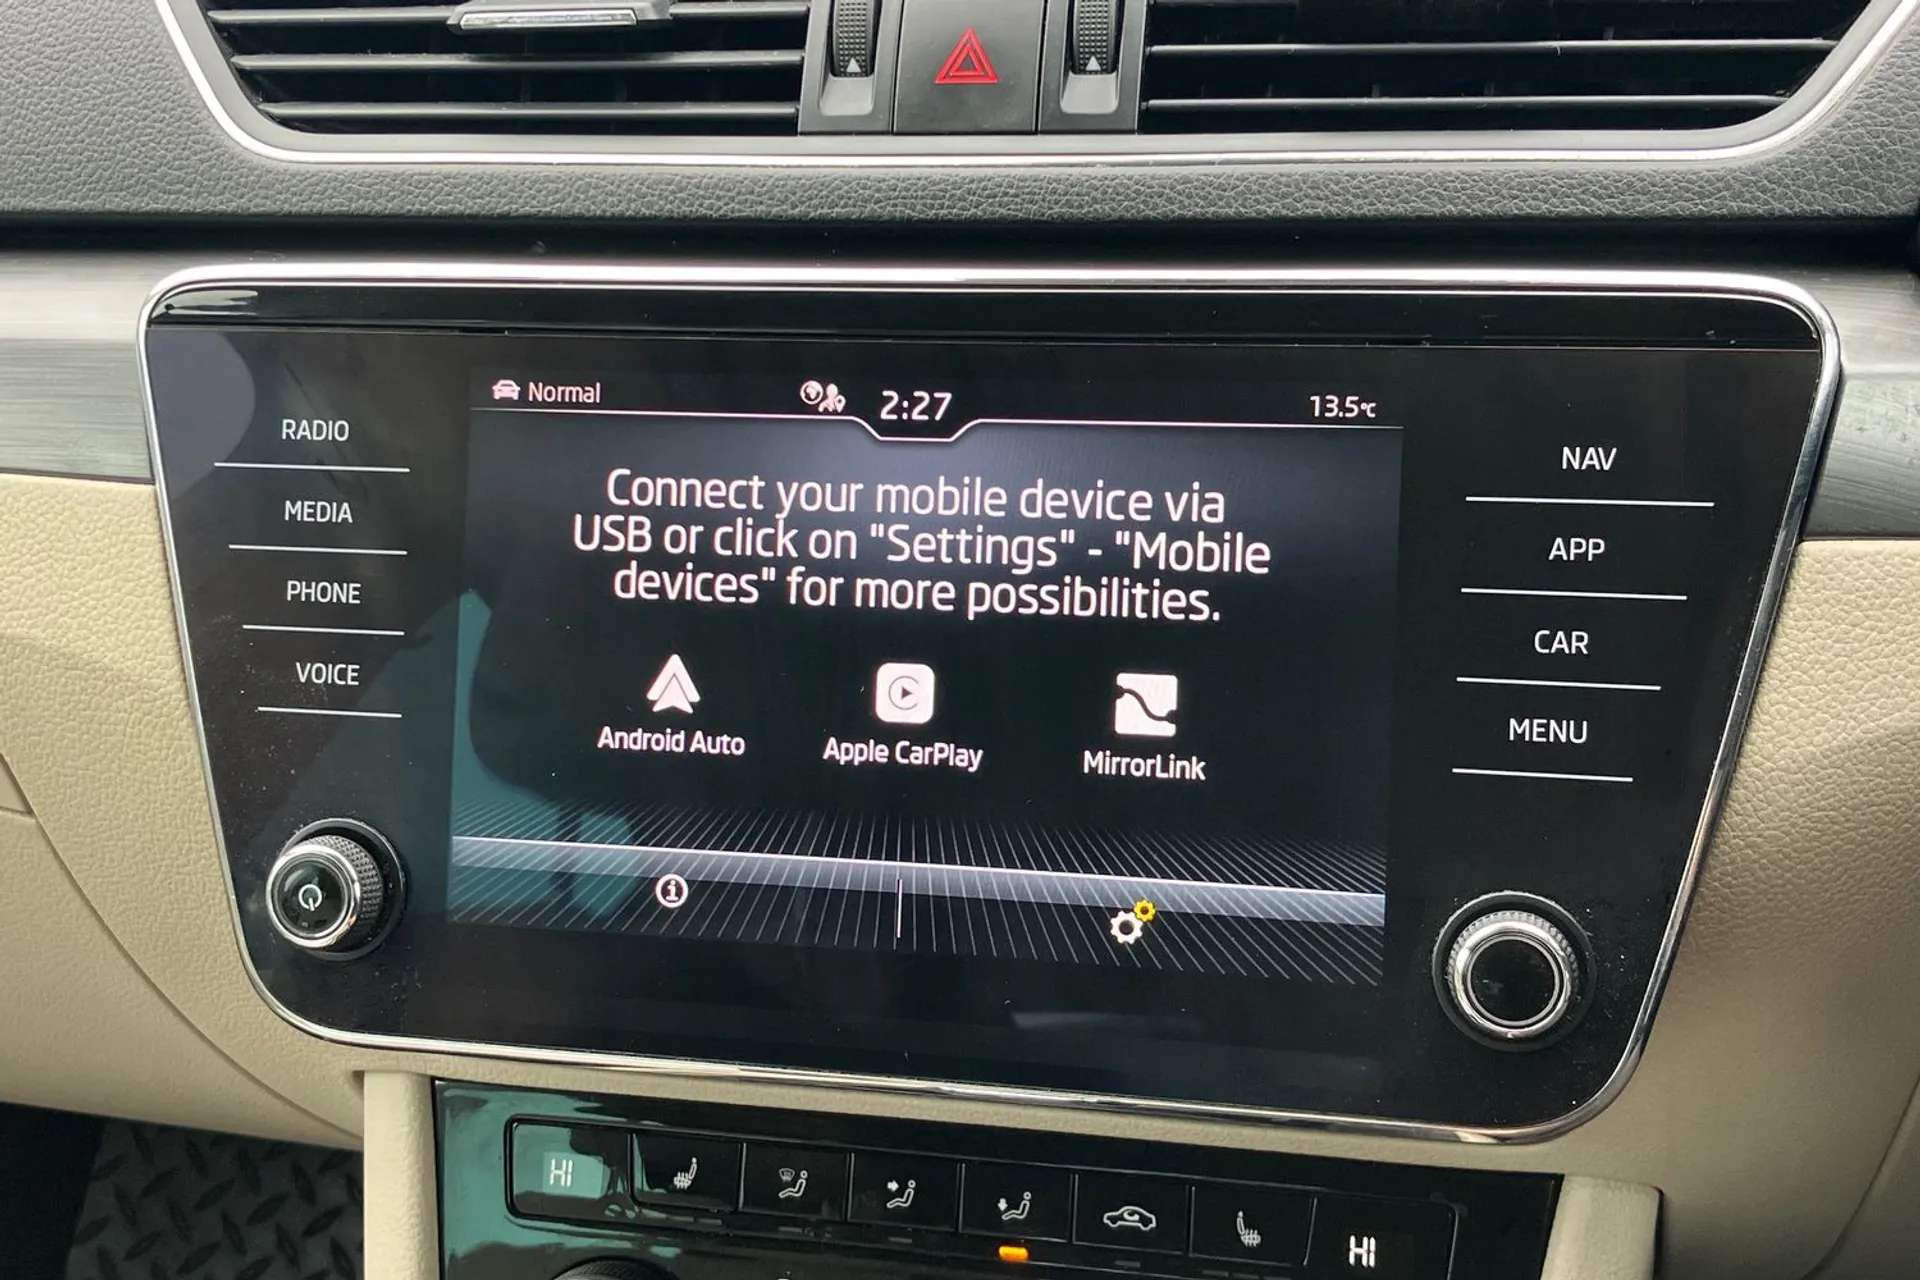 Normal
2:27
13.5°C
RADIO
MEDIA
PHONE
VOICE
Connect your mobile device via
USB or click on "Settings" - "Mobile
devices" for more possibilities.
Android Auto
Apple CarPlay
MirrorLink
NAV
APP
CAR
MENU
HI
HI